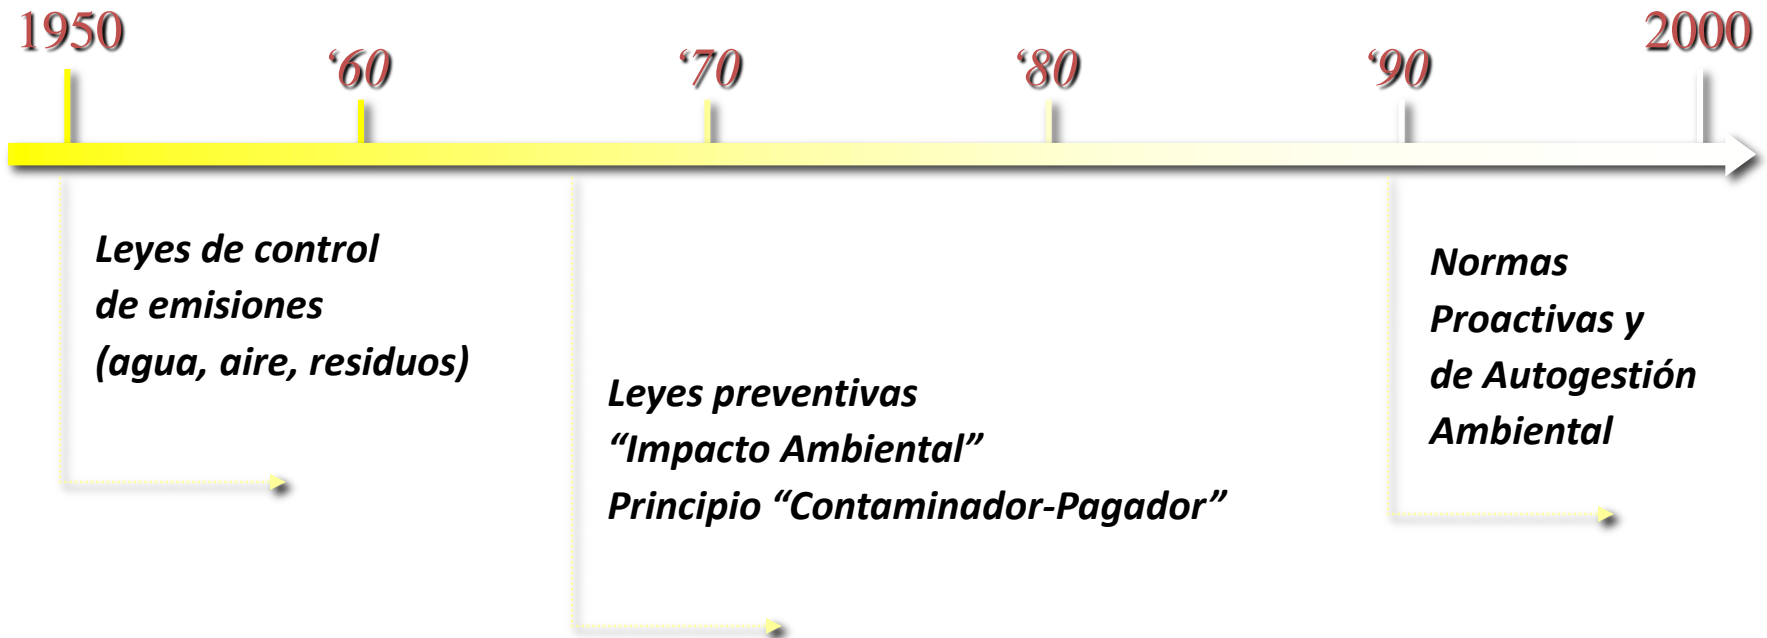 1950
‘60
‘70
‘80
‘90
2000
Leyes de control
de emisiones
(agua, aire, residuos)
Leyes preventivas
“Impacto Ambiental”
Principio “Contaminador-Pagador”
Normas
Proactivas y
de Autogestión
Ambiental